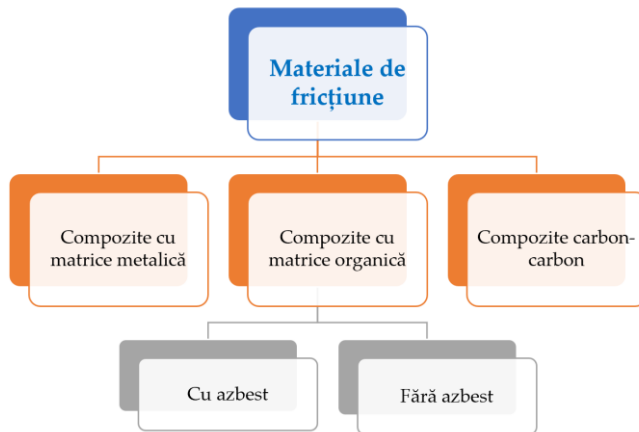 Materiale de
fricțiune
Compozite cu
matrice metalică
Compozite cu
matrice organică
Compozite carbon-
carbon
Cu azbest
Fără azbest